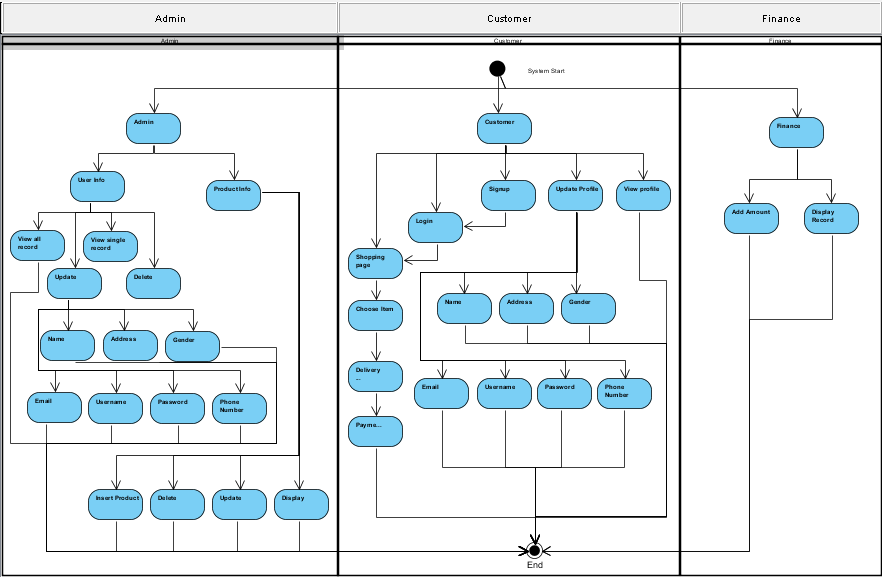 Admin
Customer
Finance
Admin
Customer
Finance
System Start
Admin
Customer
Finance
User Info
Product Info
Signup
Update Profile
View profile
Login
Add Amount
Display
Record
View all
record
View single
record
Shopping
page
Update
Delete
Name
Address
Gender
Choose Item
Name
Address
Gender
Delivery
...
Email
Username
Password
Phone
Number
Email
Username
Password
Phone
Number
Payme...
Insert Product
Delete
Update
Display
End